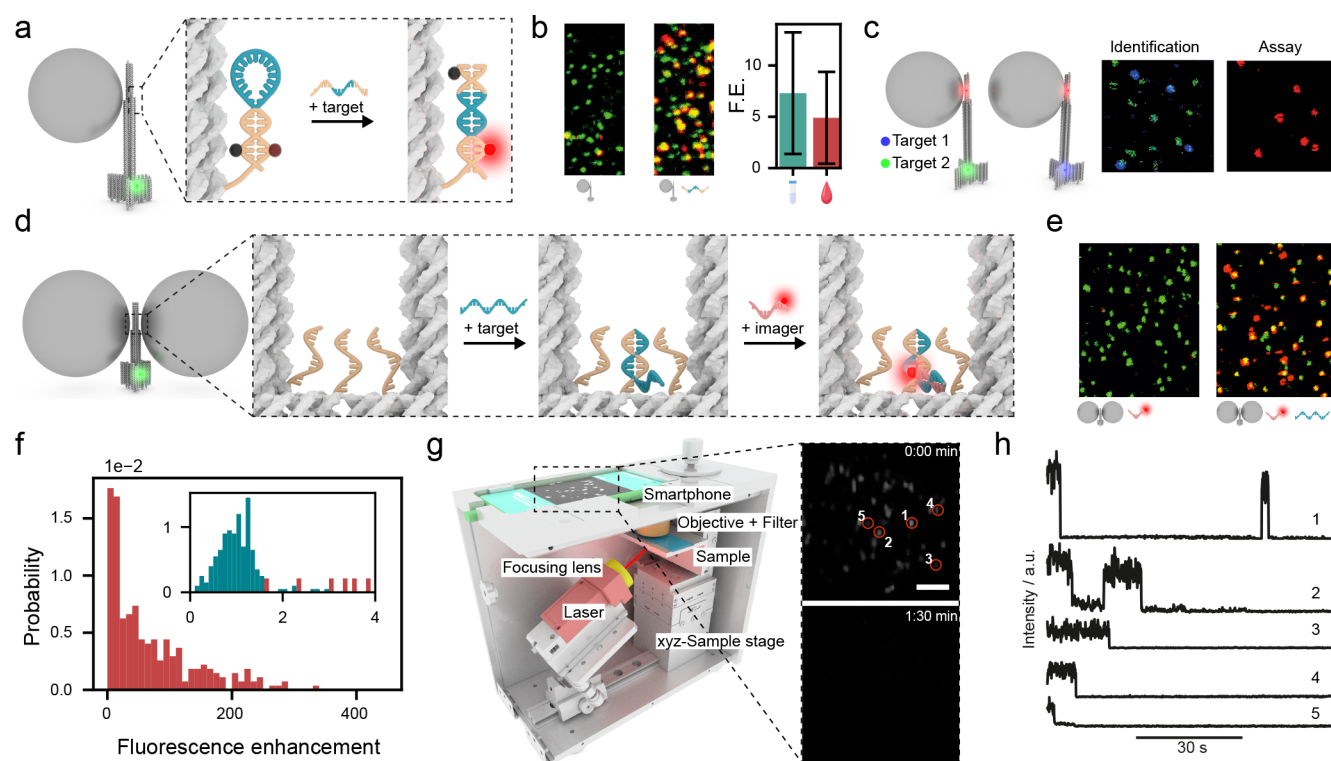 a
+ target
b
F.E.
10
5
0
c
Identification
Assay
Target 1
Target 2
d
+ target
+ imager
e
f
1e−2
Probability
1.5
1.0
0.5
0.0
1
0
0
2
4
0
200
400
Fluorescence enhancement
g
Smartphone
Objective + Filter
Sample
Focusing lens
Laser
xyz-Sample stage
0:00 min
4
5
1
2
3
1:30 min
h
Intensity / a.u.
1
2
3
4
5
30 s